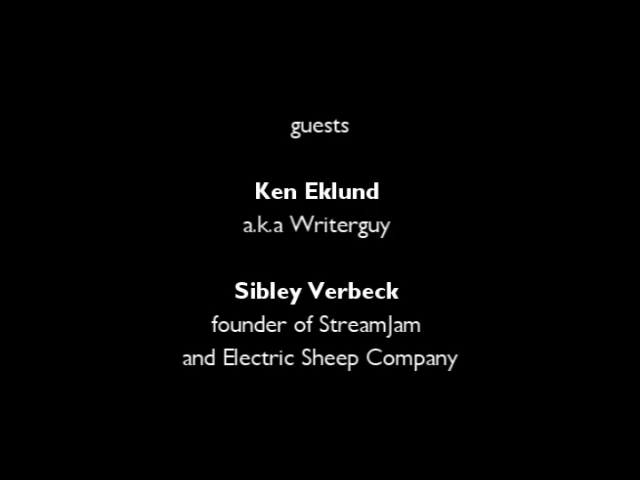 guests
Ken Eklund
a.k.a Writerguy
Sibley Verbeck
founder of StreamJam
and Electric Sheep Company